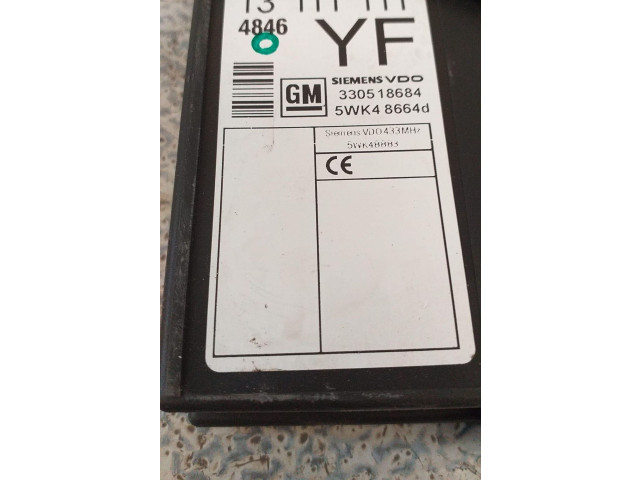 4846
YF
SIEMENS VDO
GM
330518684
5WK4 8664d
Siemens VDO 433MHz
CE